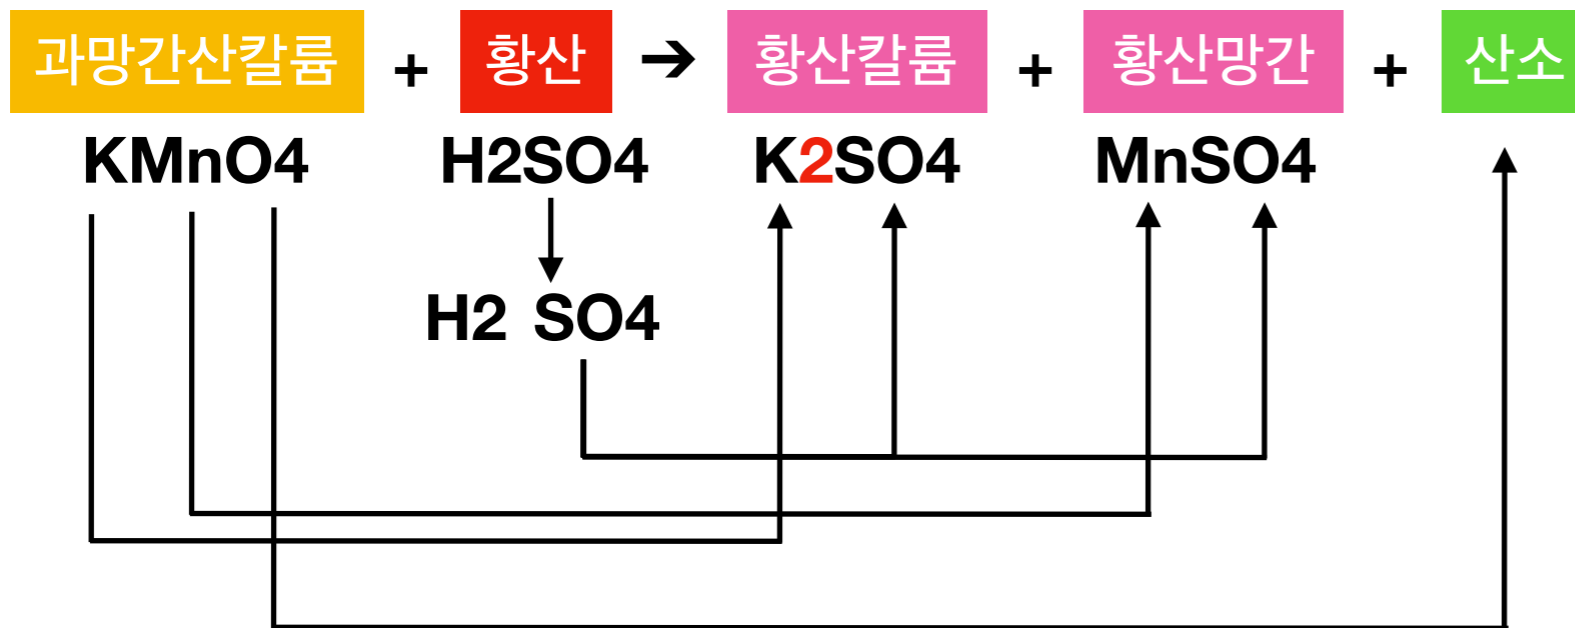 과망간산칼륨 + 황산 ➔ 황산칼륨 + 황산망간 + 산소
KMnO4 H2SO4 K2SO4 MnSO4
H2 SO4